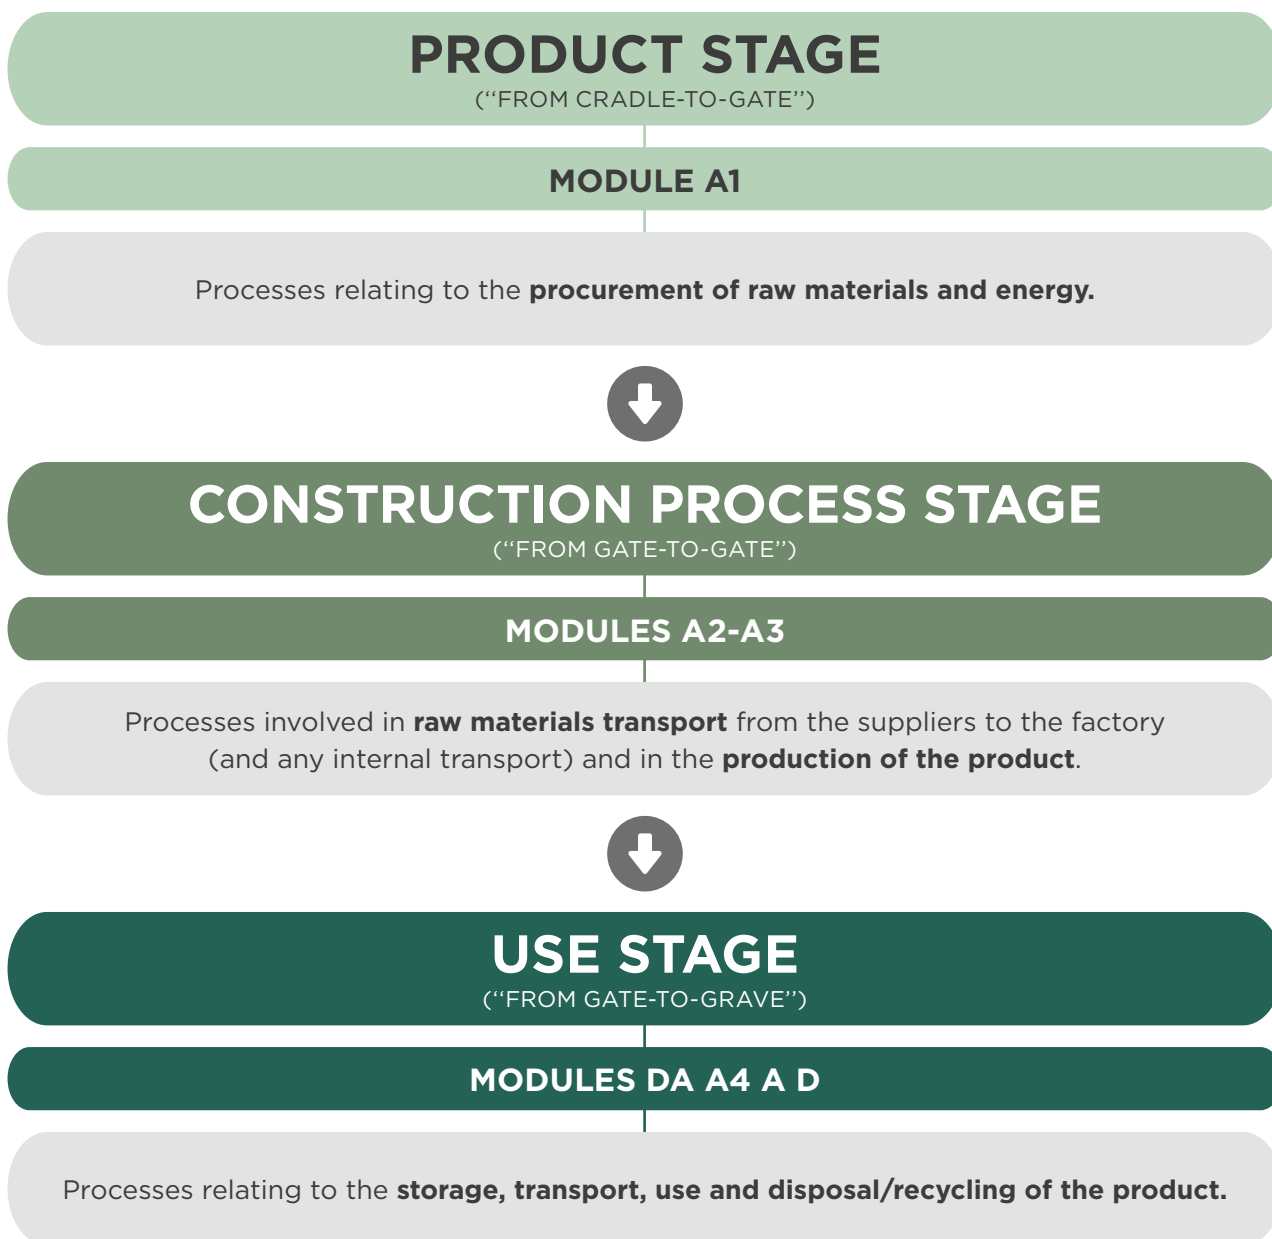 PRODUCT STAGE
(‘‘FROM CRADLE-TO-GATE’’)
MODULE A1
Processes relating to the procurement of raw materials and energy.
CONSTRUCTION PROCESS STAGE
(‘‘FROM GATE-TO-GATE’’)
MODULES A2-A3
Processes involved in raw materials transport from the suppliers to the factory
(and any internal transport) and in the production of the product.
USE STAGE
(‘‘FROM GATE-TO-GRAVE’’)
MODULES DA A4 A D
Processes relating to the storage, transport, use and disposal/recycling of the product.